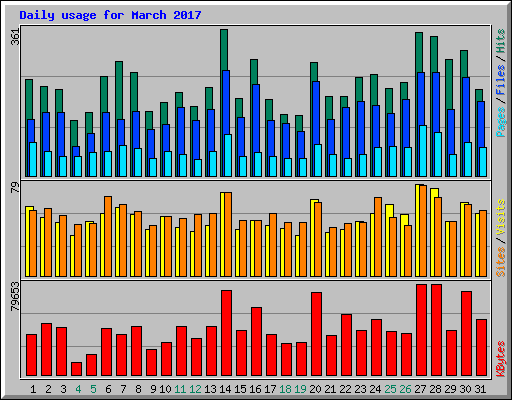 Daily usage for March 2017
361
Pages / Files / Hits
79
Sites / Visits
79653
KBytes
1 2 3 4 5 6 7 8 9 10 11 12 13 14 15 16 17 18 19 20 21 22 23 24 25 26 27 28 29 30 31